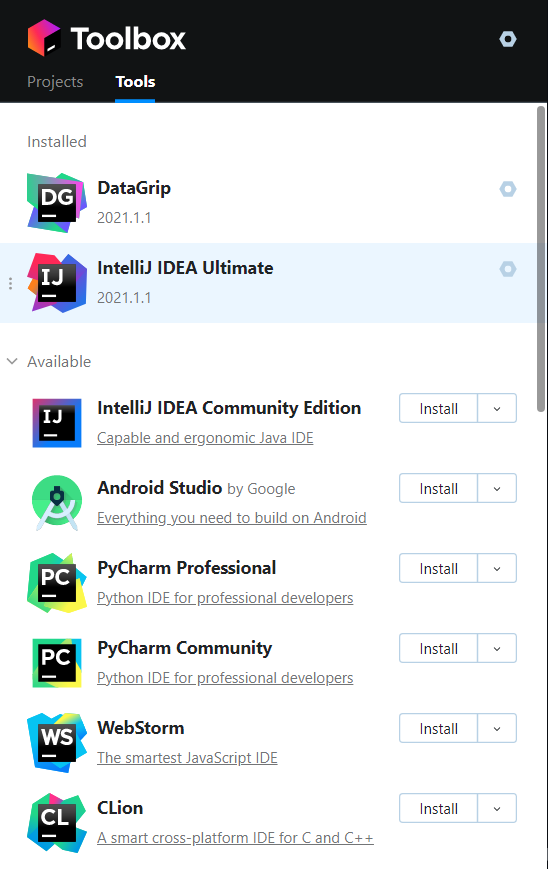 Toolbox
Projects Tools
Installed
DG
DataGrip
2021.1.1
IJ
IntelliJ IDEA Ultimate
2021.1.1
Available
IJ
IntelliJ IDEA Community Edition
Capable and ergonomic Java IDE
Install
Android Studio by Google
Everything you need to build on Android
Install
PC
PyCharm Professional
Python IDE for professional developers
Install
PC
PyCharm Community
Python IDE for professional developers
Install
WS
WebStorm
The smartest JavaScript IDE
Install
CL
CLion
A smart cross-platform IDE for C and C++
Install